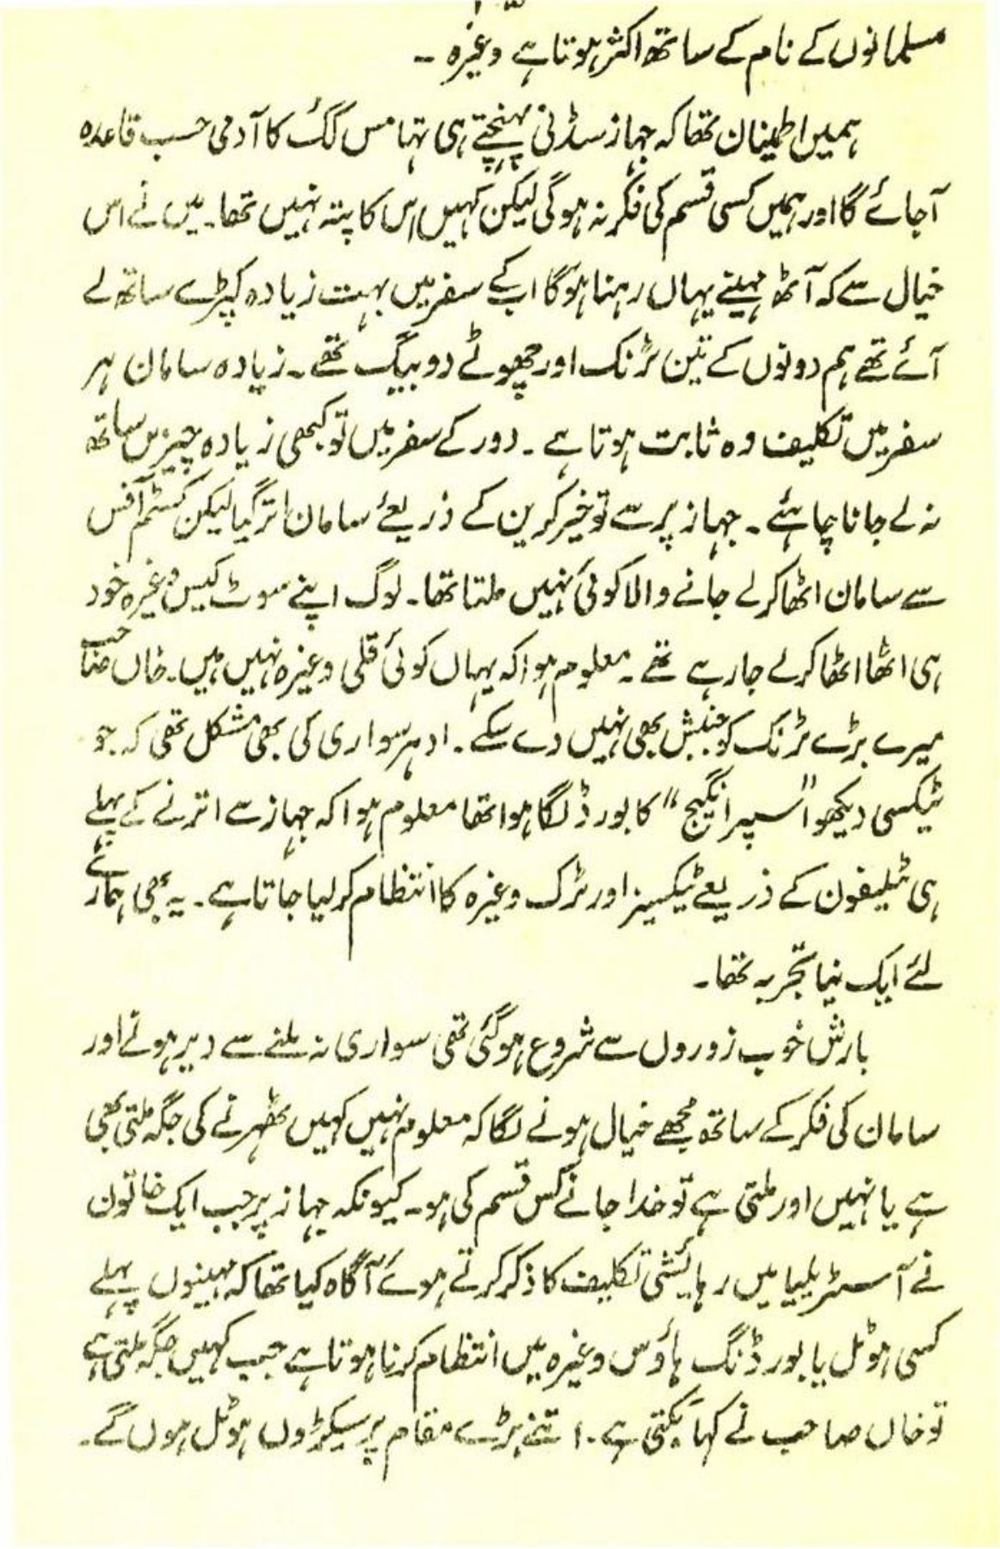 مسلمانوں کے نام کے ساتھ اکثر ہوتا ہے وغیرہ ۔
ہمیں اطمینان تھا کہ جہاز سڈنی پہنچتے ہی تھامس لگ کا آدمی حسب قاعدہ
آجائے گا اور ہمیں کسی قسم کی فکر نہ ہوگی لیکن کہیں اس کا پتہ نہیں تھا۔ میں نے اس
خیال سے کہ آٹھ مہینے یہاں رہنا ہوگا اب کے سفر میں بہت زیادہ کپڑے ساتھ لے
آئے تھے ہم دونوں کے تین ٹرنک اور چھوٹے دو بیگ تھے ۔ زیادہ سامان ہر
سفر میں تکلیف دہ ثابت ہوتا ہے ۔ دور کے سفر میں تو کبھی زیادہ چیزیں ساتھ
نہ لے جانا چاہئے ۔ جہاز پر سے تو خیر کرین کے ذریعے سامان اتر گیا لیکن کسٹم آفس
سے سامان اٹھا کر لے جانے والا کوئی نہیں ملتا تھا۔ لوگ اپنے سوٹ کیس وغیرہ خود
ہی اٹھا اٹھا کر لے جا رہے تھے ۔ معلوم ہوا کہ یہاں کوئی قلی وغیرہ نہیں ہیں ۔ خاں صاحب
میرے بڑے ٹرنک کو جنبش بھی نہیں دے سکے ۔ ادہر سواری کی بھی مشکل تھی کہ جو
ٹیکسی دیکھو "اسپر انگیج" کا بورڈ لگا ہوا تھا معلوم ہوا کہ جہاز سے اترنے کے پہلے
ہی ٹیلیفون کے ذریعے ٹیکسیز اور ٹرک وغیرہ کا انتظام کر لیا جاتا ہے ۔ یہ بھی ہمارے
لئے ایک نیا تجربہ تھا ۔
بارش خوب زوروں سے شروع ہو گئی تھی سواری نہ ملنے سے دیر ہونے اور
سامان کی فکر کے ساتھ مجھے خیال ہونے لگا کہ معلوم نہیں کہیں ٹھہرنے کی جگہ ملتی بھی
ہے یا نہیں اور ملتی ہے تو خدا جانے کس قسم کی ہو۔ کیونکہ جہاز پر جب ایک خاتون
نے آسٹریلیا میں رہائشی تکلیف کا ذکر کرتے ہوئے آگاہ کیا تھا کہ مہینوں پہلے
کسی ہوٹل یا بورڈنگ ہاؤس وغیرہ میں انتظام کرنا ہوتا ہے جب کہیں جگہ ملتی ہے
تو خاں صاحب نے کہا بکتی ہے ۔ اتنے بڑے مقام پر سیکڑوں ہوٹل ہوں گے ۔